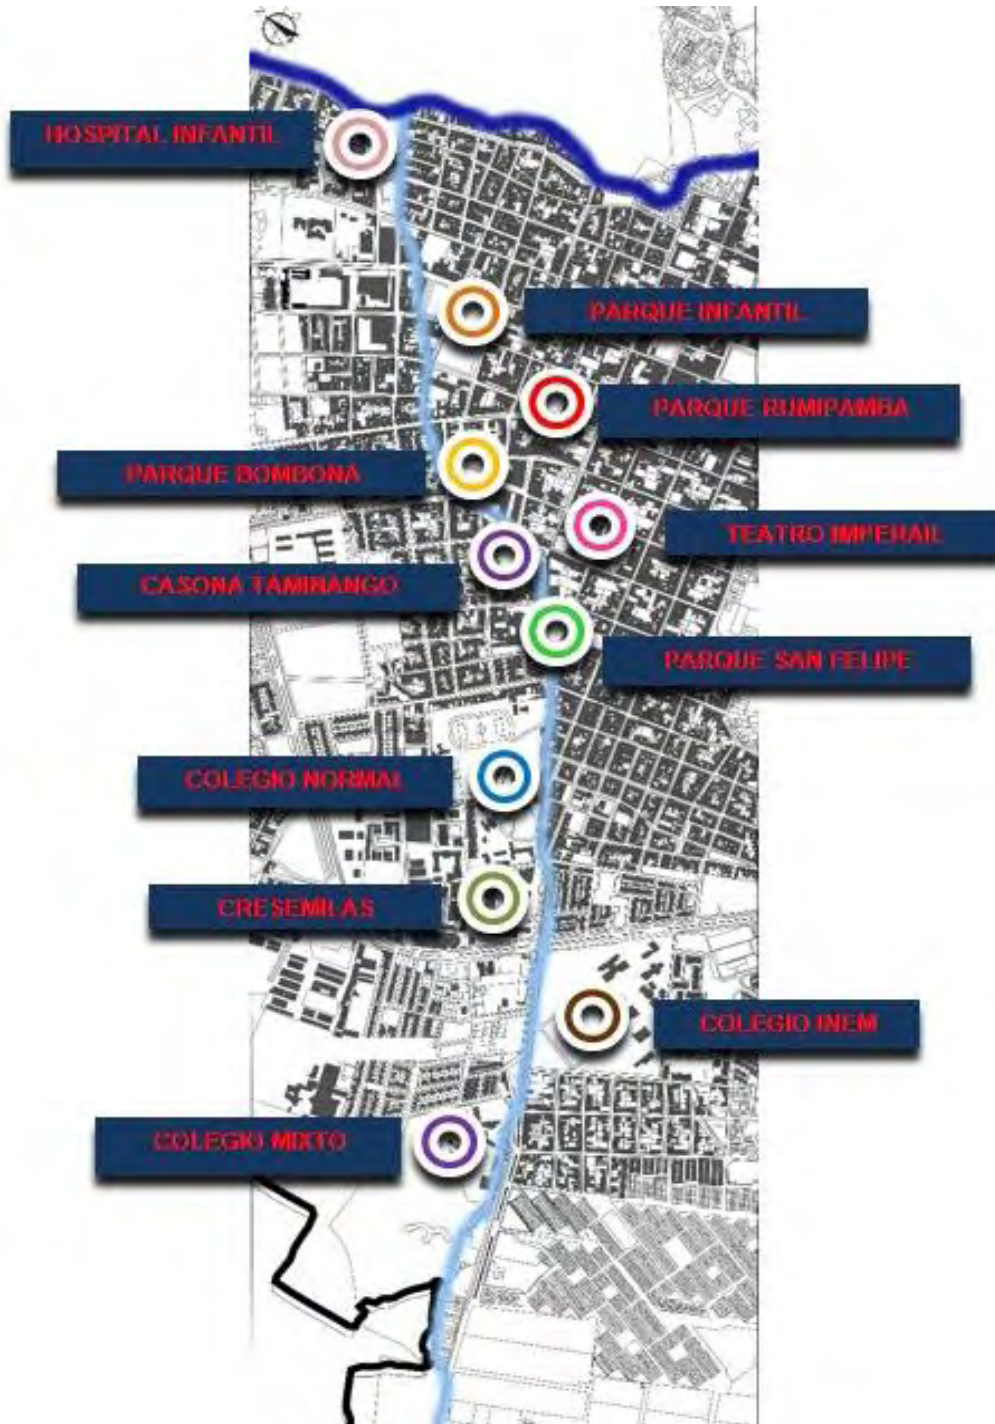 HOSPITAL INFANTIL
PARQUE INFANTIL
PARQUE RUMIPAMBA
PARQUE BOMBONA
TEATRO IMPERAIL
CASONA TAMINANGO
PARQUE SAN FELIPE
COLEGIO NORMAL
CRESEMILAS
COLEGIO INEM
COLEGIO MIXTO